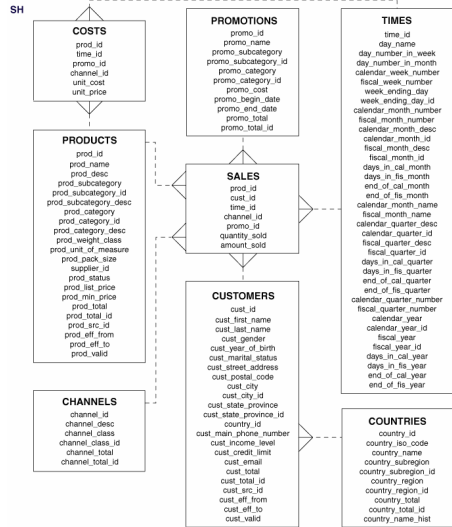 SH
COSTS
prod_id
time_id
promo_id
channel_id
unit_cost
unit_price
PROMOTIONS
promo_id
promo_name
promo_subcategory
promo_subcategory_id
promo_category
promo_category_id
promo_cost
promo_begin_date
promo_end_date
promo_total
promo_total_id
TIMES
time_id
day_name
day_number_in_week
day_number_in_month
calendar_week_number
fiscal_week_number
week_ending_day
week_ending_day_id
calendar_month_number
fiscal_month_number
calendar_month_desc
calendar_month_id
fiscal_month_desc
fiscal_month_id
days_in_cal_month
days_in_fis_month
end_of_cal_month
end_of_fis_month
calendar_month_name
fiscal_month_name
calendar_quarter_desc
calendar_quarter_id
fiscal_quarter_desc
fiscal_quarter_id
days_in_cal_quarter
days_in_fis_quarter
end_of_cal_quarter
end_of_fis_quarter
calendar_quarter_number
fiscal_quarter_number
calendar_year
calendar_year_id
fiscal_year
fiscal_year_id
days_in_cal_year
days_in_fis_year
end_of_cal_year
end_of_fis_year
PRODUCTS
prod_id
prod_name
prod_desc
prod_subcategory
prod_subcategory_id
prod_subcategory_desc
prod_category
prod_category_id
prod_category_desc
prod_weight_class
prod_unit_of_measure
prod_pack_size
supplier_id
prod_status
prod_list_price
prod_min_price
prod_total
prod_total_id
prod_src_id
prod_eff_from
prod_eff_to
prod_valid
SALES
prod_id
cust_id
time_id
channel_id
promo_id
quantity_sold
amount_sold
CUSTOMERS
cust_id
cust_first_name
cust_last_name
cust_gender
cust_year_of_birth
cust_marital_status
cust_street_address
cust_postal_code
cust_city
cust_city_id
cust_state_province
cust_state_province_id
country_id
cust_main_phone_number
cust_income_level
cust_credit_limit
cust_email
cust_total
cust_total_id
cust_src_id
cust_eff_from
cust_eff_to
cust_valid
CHANNELS
channel_id
channel_desc
channel_class
channel_class_id
channel_total
channel_total_id
COUNTRIES
country_id
country_iso_code
country_name
country_subregion
country_subregion_id
country_region
country_region_id
country_total
country_total_id
country_name_hist